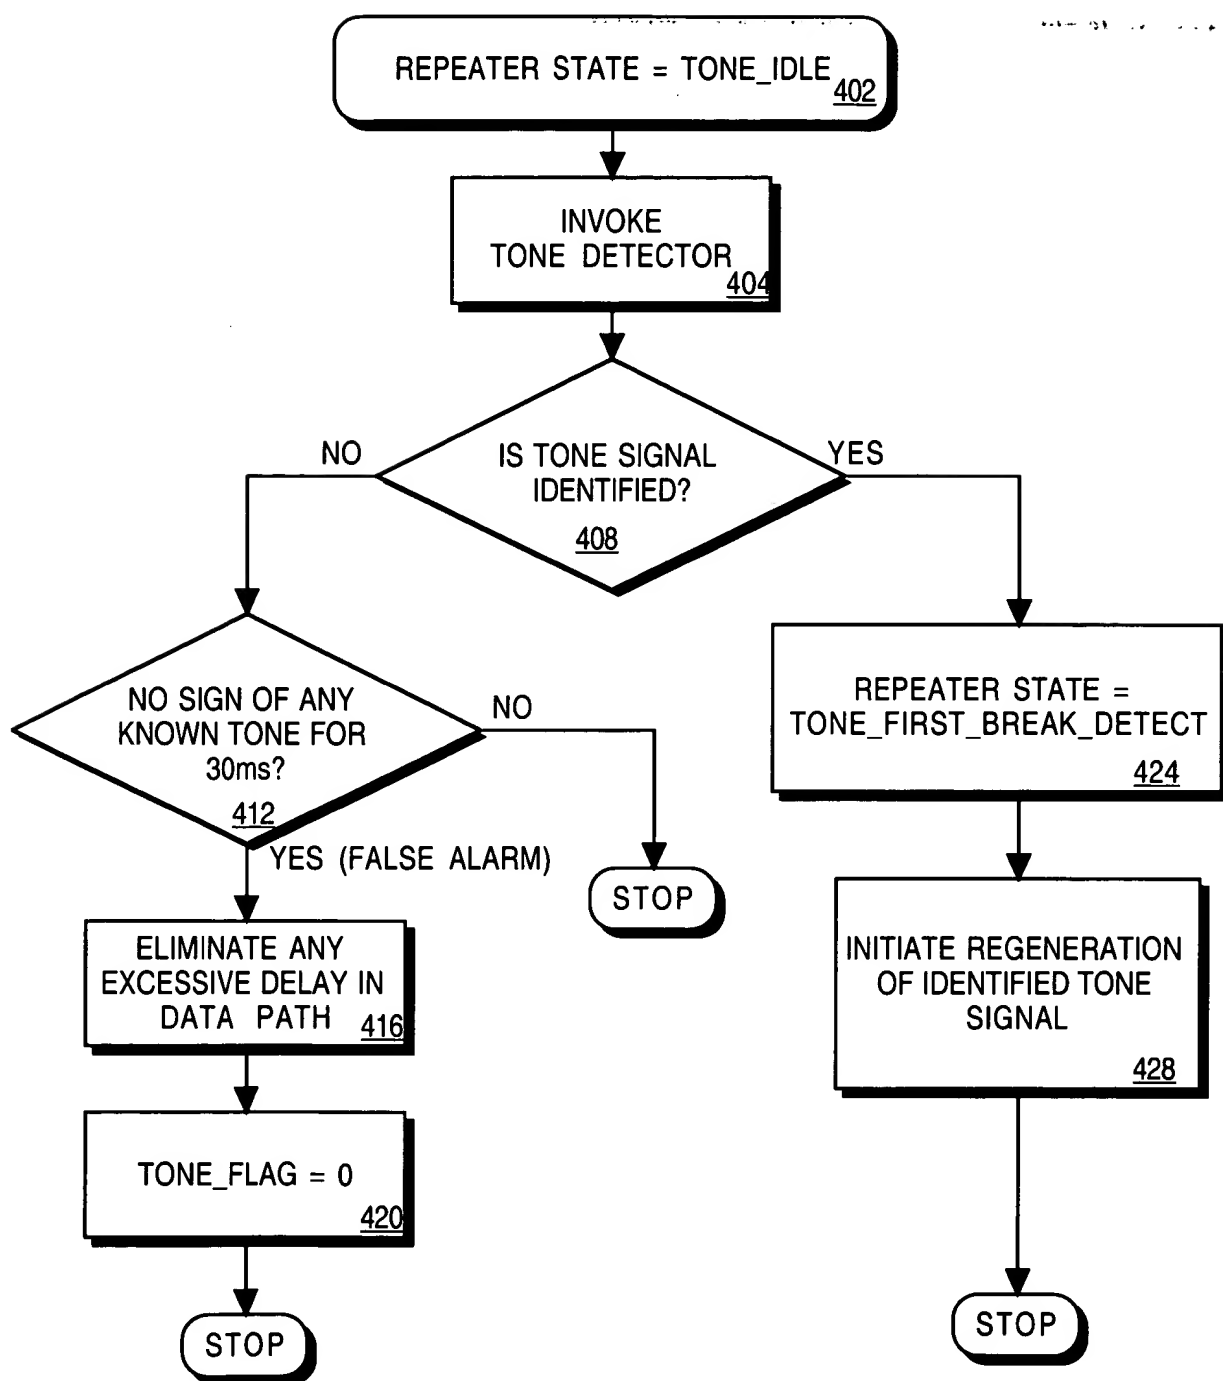 REPEATER STATE = TONE_IDLE
402
INVOKE
TONE DETECTOR
404
IS TONE SIGNAL
IDENTIFIED?
408
NO
YES
NO SIGN OF ANY
KNOWN TONE FOR
30ms?
412
NO
YES (FALSE ALARM)
STOP
ELIMINATE ANY
EXCESSIVE DELAY IN
DATA PATH
416
TONE_FLAG = 0
420
STOP
REPEATER STATE =
TONE_FIRST_BREAK_DETECT
424
INITIATE REGENERATION
OF IDENTIFIED TONE
SIGNAL
428
STOP